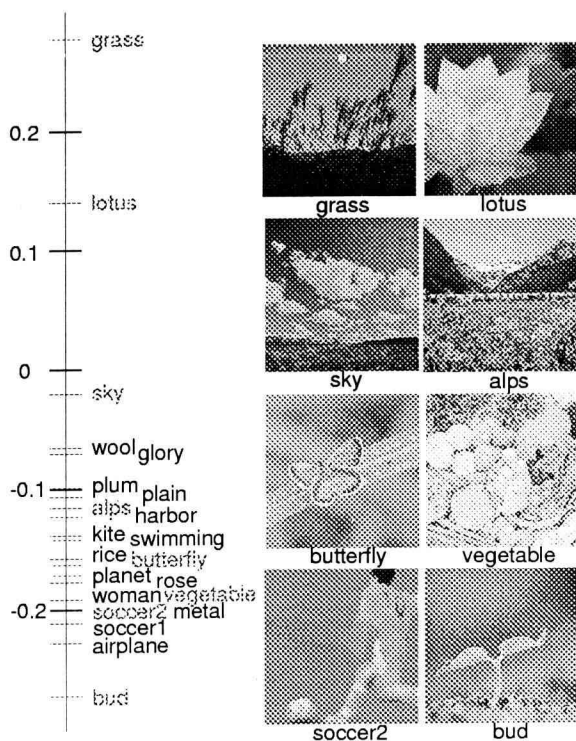 grass
0.2
lotus
0.1
0
sky
wool glory
-0.1
plum plain
alps harbor
kite swimming
rice butterfly
planet rose
woman vegetable
-0.2
soccer2 metal
soccer1
airplane
bud
grass lotus
sky alps
butterfly vegetable
soccer2 bud